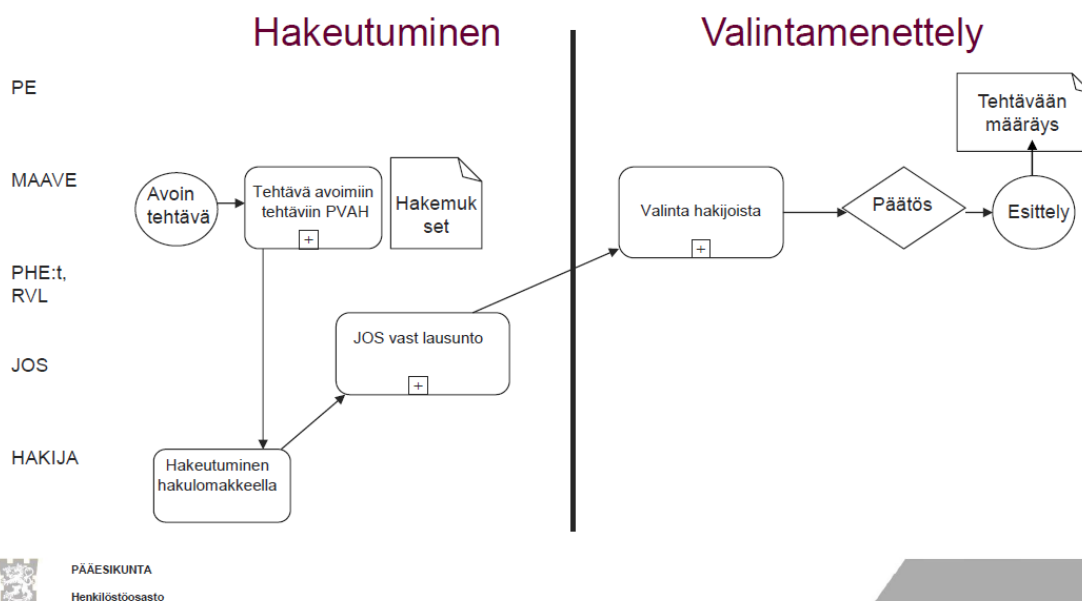 Hakeutuminen
Valintamenettely
PE
Tehtävään
määräys
MAAVE
Avoin
tehtävä
Tehtävä avoimiin
tehtäviin PVAH
+
Hakemuk
set
Valinta hakijoista
+
Päätös
Esittely
PHE:t,
RVL
JOS vast lausunto
+
JOS
HAKIJA
Hakeutuminen
hakulomakkeella
PÄÄESIKUNTA
Henkilöstöosasto